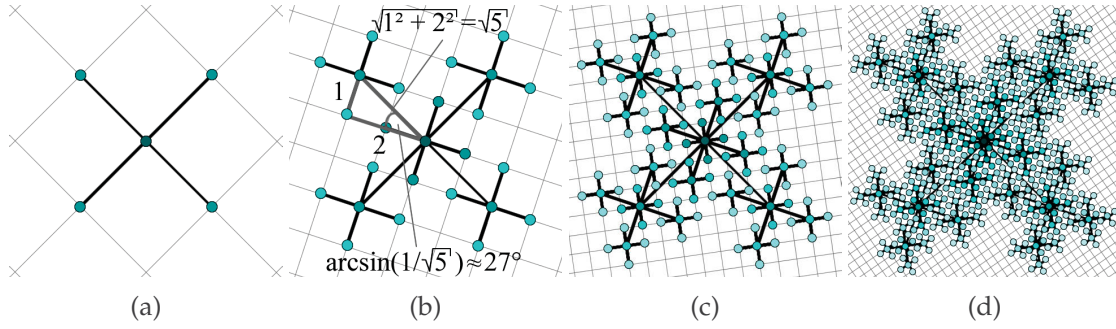 √1² + 2² = √5
1
2
arcsin(1/√5)≈27°
(a)
(b)
(c)
(d)